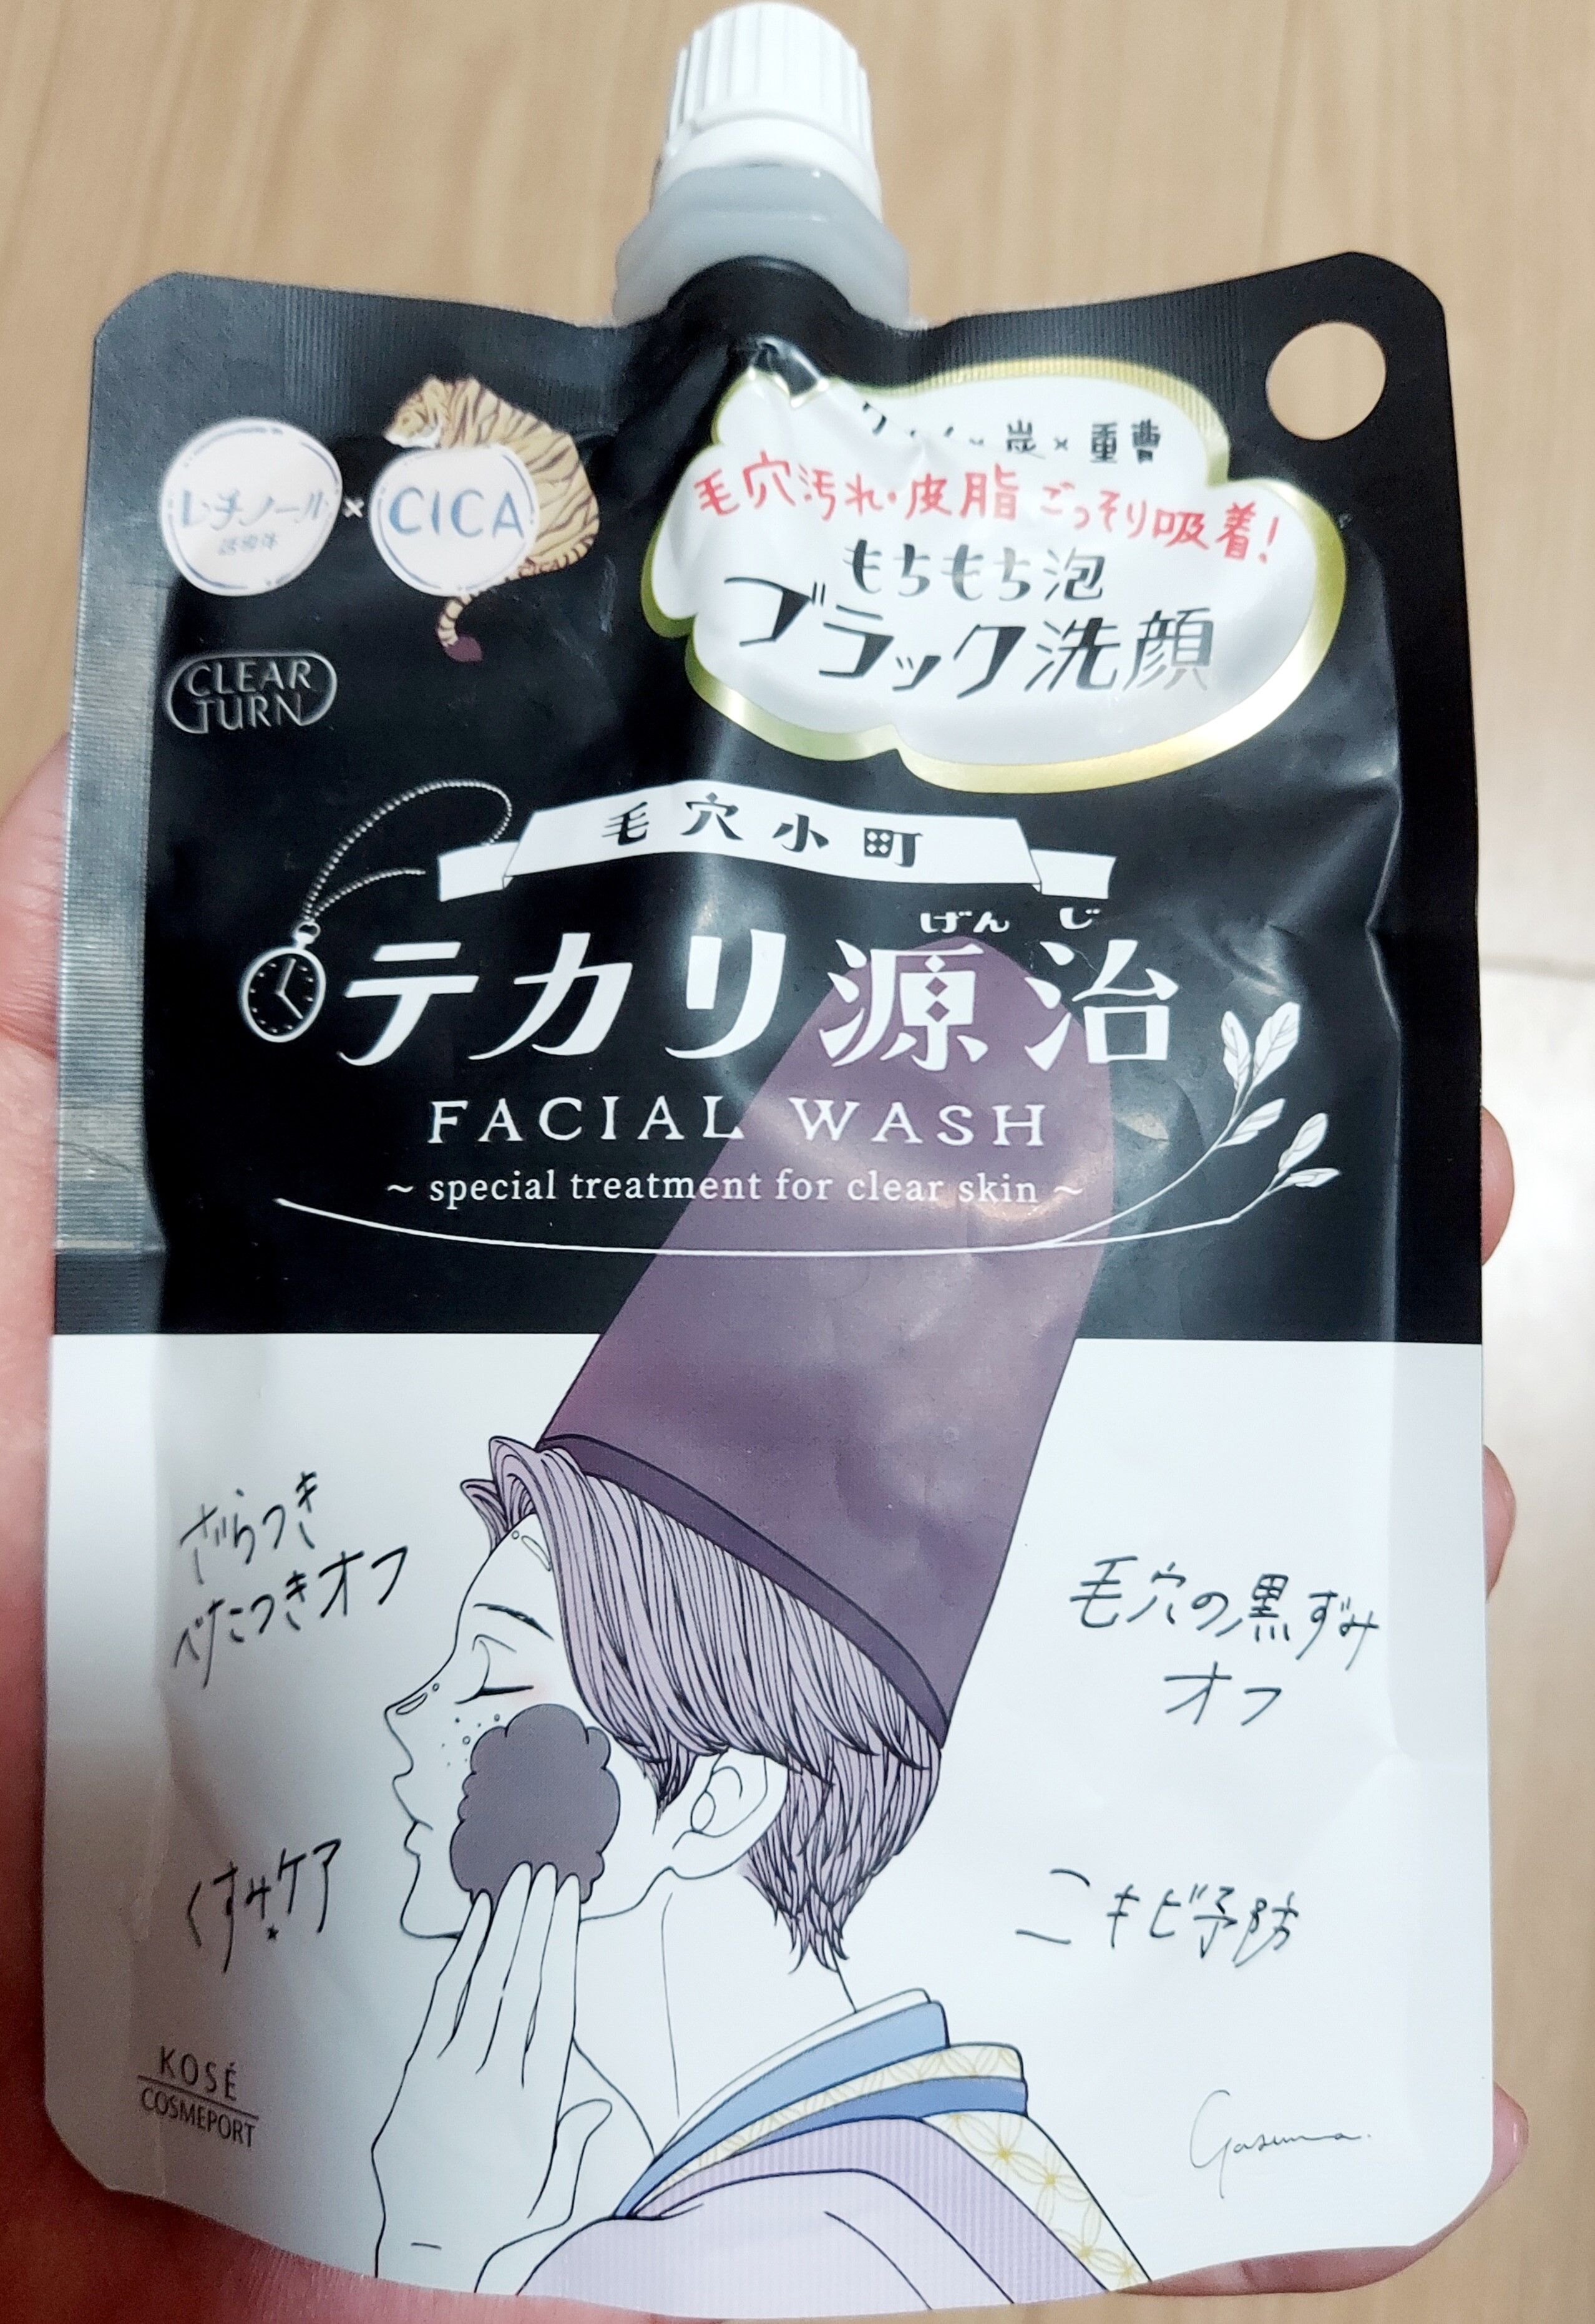 レチノール
誘導体
×
CICA
炭×重曹
毛穴汚れ・皮脂 ごっそり吸着!
もちもち泡
ブラック洗顔
CLEAR
TURN
毛穴小町
げんじ
テカリ源治
FACIAL WASH
~ special treatment for clear skin ~
ざらつき
べたつきオフ
毛穴の黒ずみ
オフ
くすみケア
*
ニキビ予防
KOSÉ
COSMEPORT